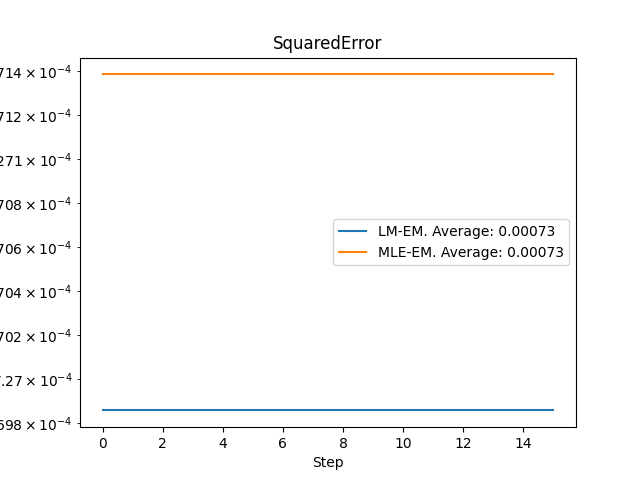 SquaredError
714 × 10⁻⁴
712 × 10⁻⁴
271 × 10⁻⁴
708 × 10⁻⁴
706 × 10⁻⁴
704 × 10⁻⁴
702 × 10⁻⁴
.27 × 10⁻⁴
698 × 10⁻⁴
LM-EM. Average: 0.00073
MLE-EM. Average: 0.00073
0 2 4 6 8 10 12 14
Step